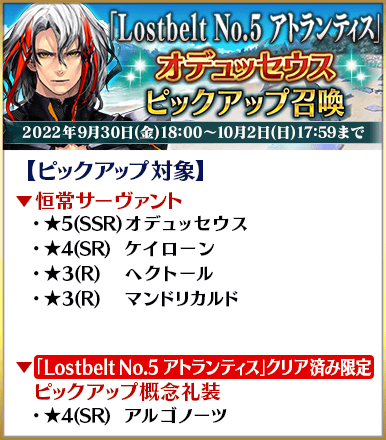 「Lostbelt No.5 アトランティス」
オデュッセウス
ピックアップ召喚
2022年9月30日(金)18:00～10月2日(日)17:59まで
【ピックアップ対象】
▼恒常サーヴァント
・★5(SSR)オデュッセウス
・★4(SR) ケイローン
・★3(R) ヘクトール
・★3(R) マンドリカルド
▼「Lostbelt No.5 アトランティス」クリア済み限定
ピックアップ概念礼装
・★4(SR) アルゴノーツ